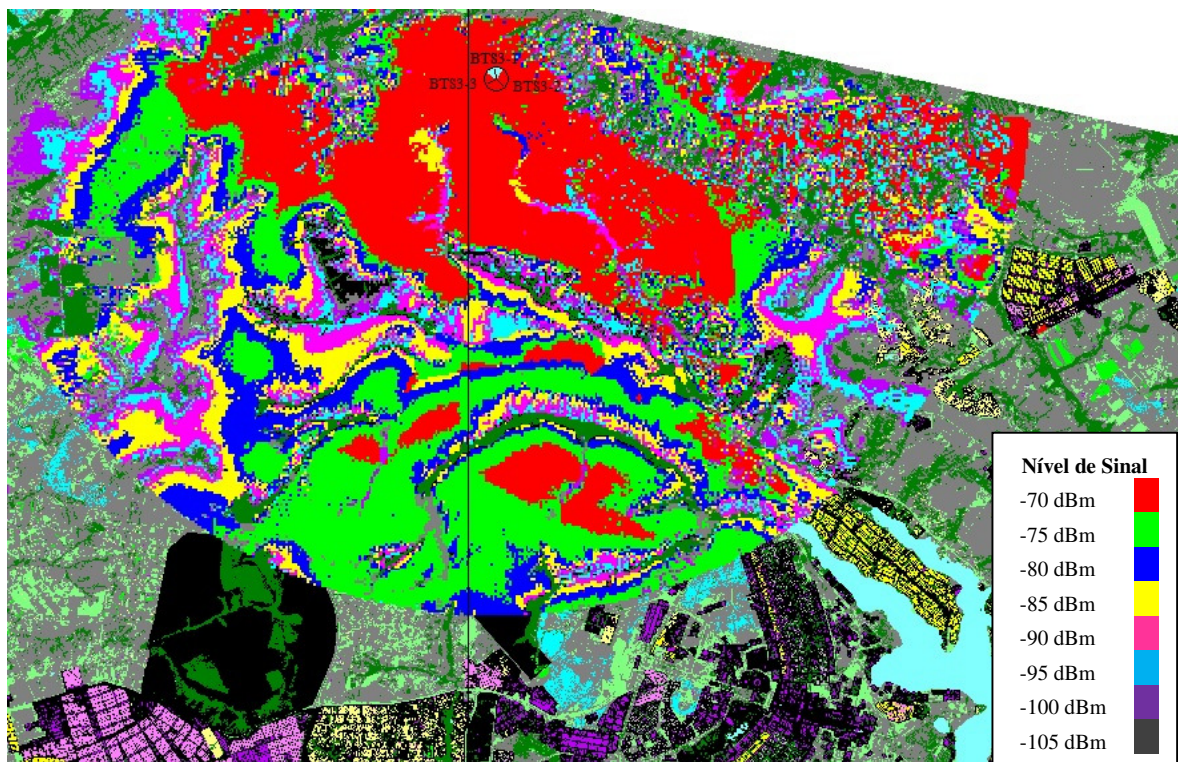 BTS3-1
BTS3-3 BTS3-2
Nível de Sinal
-70 dBm
-75 dBm
-80 dBm
-85 dBm
-90 dBm
-95 dBm
-100 dBm
-105 dBm